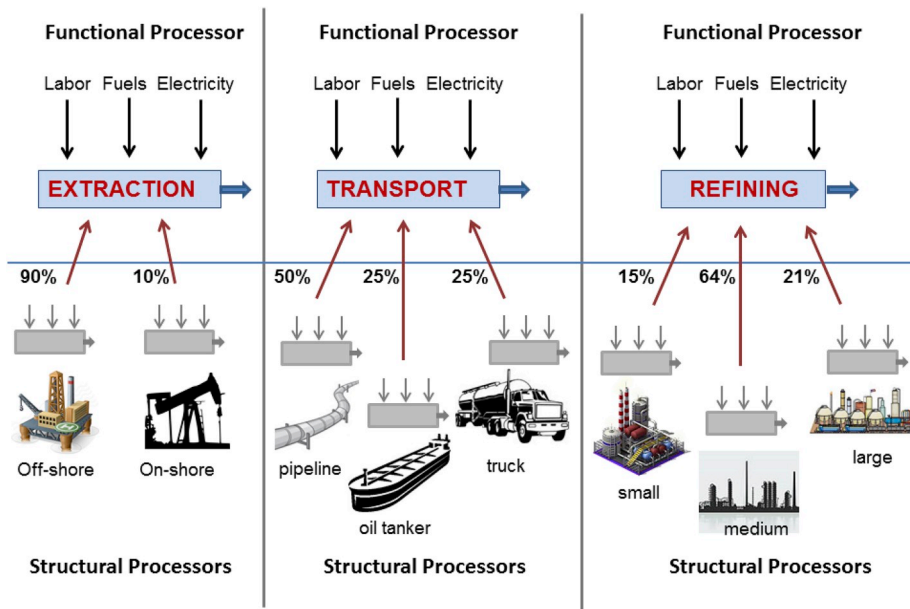 Functional Processor
Labor Fuels Electricity
EXTRACTION
90% 10%
Off-shore On-shore
Structural Processors
Functional Processor
Labor Fuels Electricity
TRANSPORT
50% 25% 25%
pipeline
oil tanker
truck
Structural Processors
Functional Processor
Labor Fuels Electricity
REFINING
15% 64% 21%
small
medium
large
Structural Processors